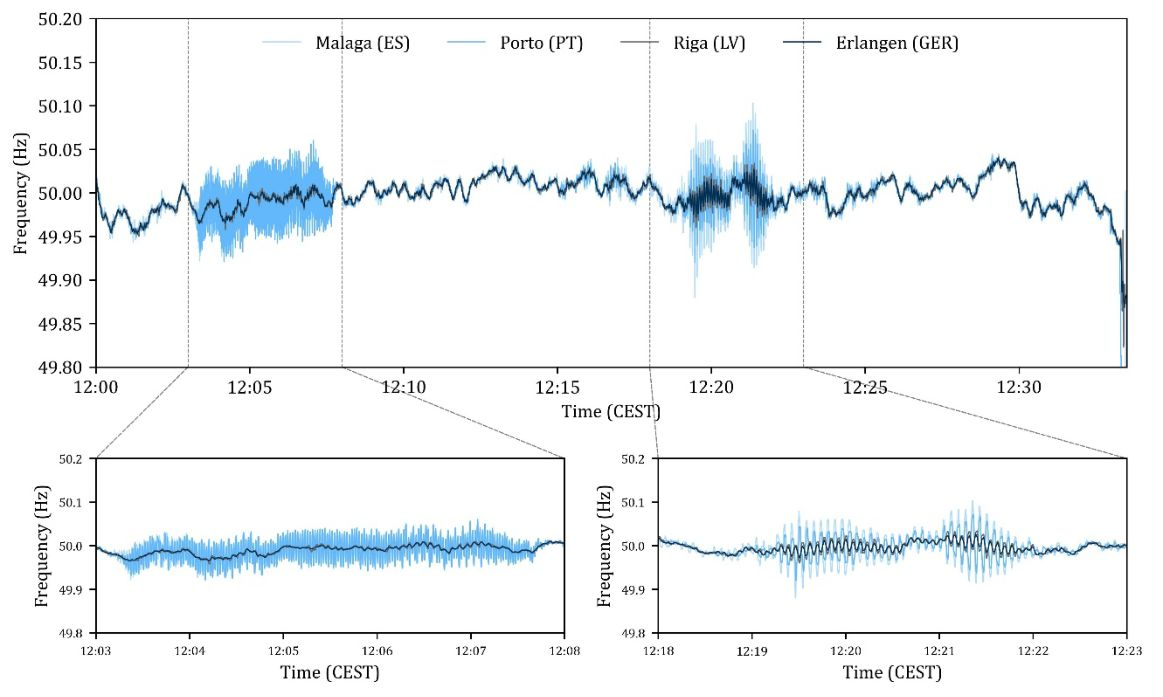 50.20
50.15
50.10
50.05
50.00
49.95
49.90
49.85
49.80
Frequency (Hz)
Malaga (ES) Porto (PT) Riga (LV) Erlangen (GER)
12:00 12:05 12:10 12:15 12:20 12:25 12:30
Time (CEST)
50.2
50.1
50.0
49.9
49.8
Frequency (Hz)
12:03 12:04 12:05 12:06 12:07 12:08
Time (CEST)
50.2
50.1
50.0
49.9
49.8
Frequency (Hz)
12:18 12:19 12:20 12:21 12:22 12:23
Time (CEST)